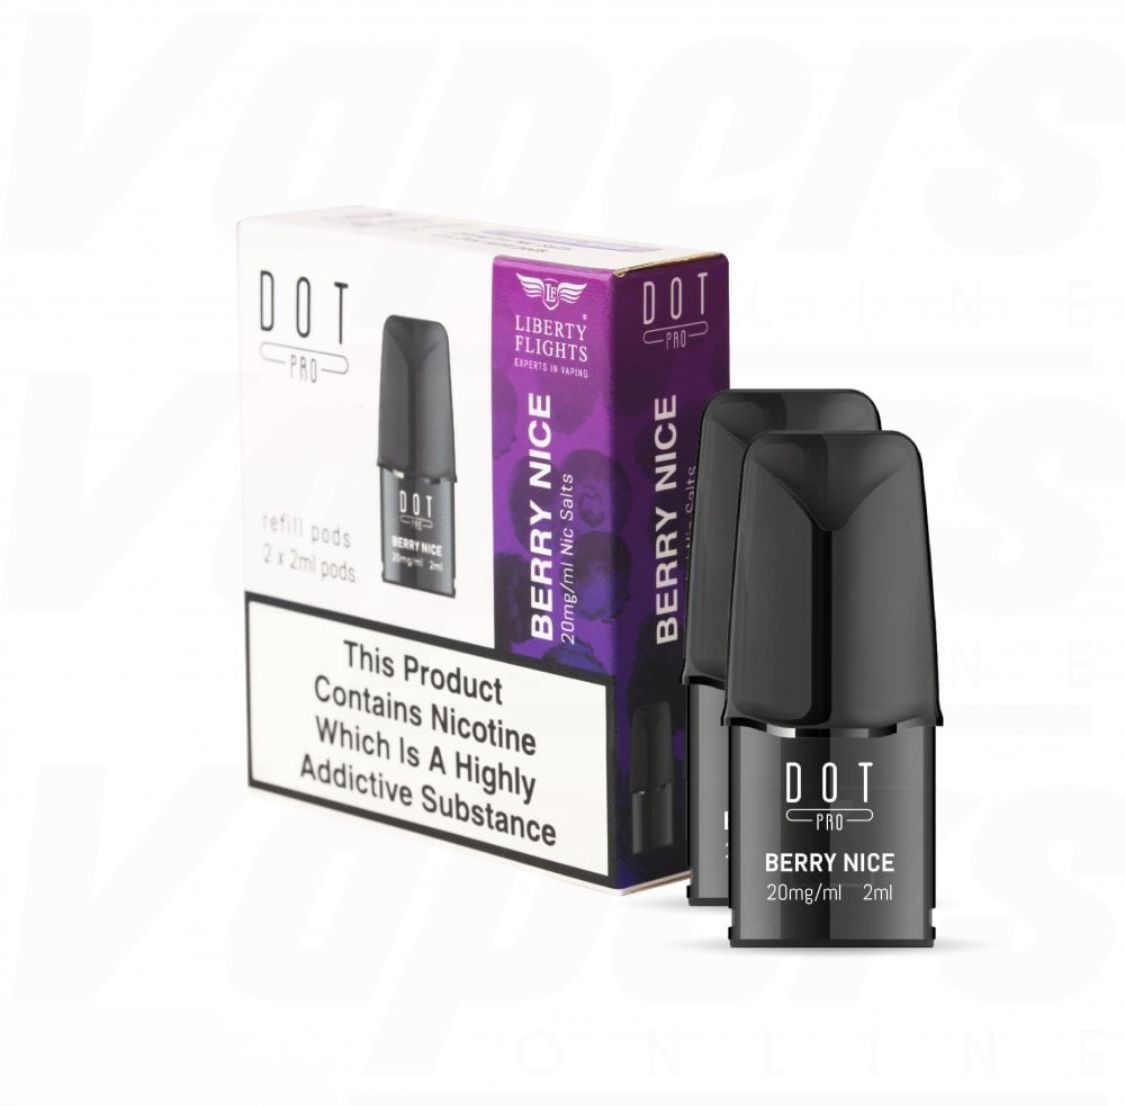 Vapers
ONLINE
DOT
PRO
refill pods
2 x 2ml pods
DOT
PRO
BERRY NICE
20mg/ml 2ml
LF
LIBERTY
FLIGHTS
EXPERTS IN VAPING
BERRY NICE
20mg/ml Nic Salts
DOT
PRO
BERRY NICE
This Product
Contains Nicotine
Which Is A Highly
Addictive Substance
DOT
PRO
BERRY NICE
20mg/ml 2ml